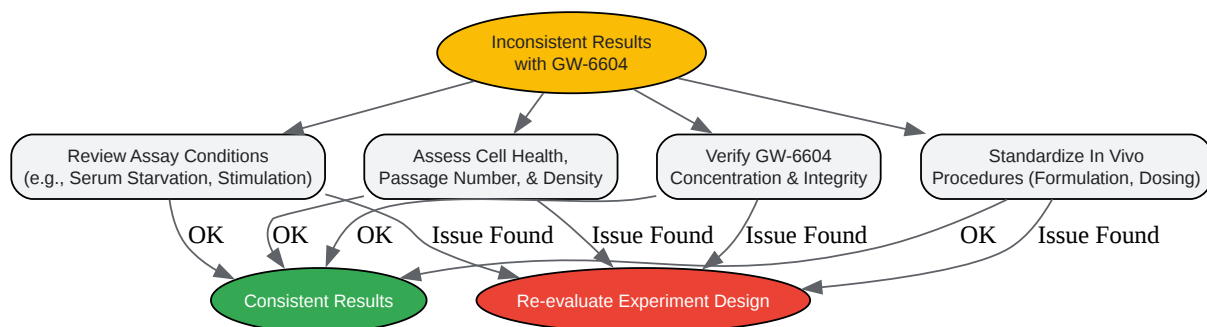 Inconsistent Results
with GW-6604
Review Assay Conditions
(e.g., Serum Starvation, Stimulation)
Assess Cell Health,
Passage Number, & Density
Verify GW-6604
Concentration & Integrity
Standardize In Vivo
Procedures (Formulation, Dosing)
OK
OK
OK
Issue Found
Issue Found
Issue Found
OK
Issue Found
Consistent Results
Re-evaluate Experiment Design